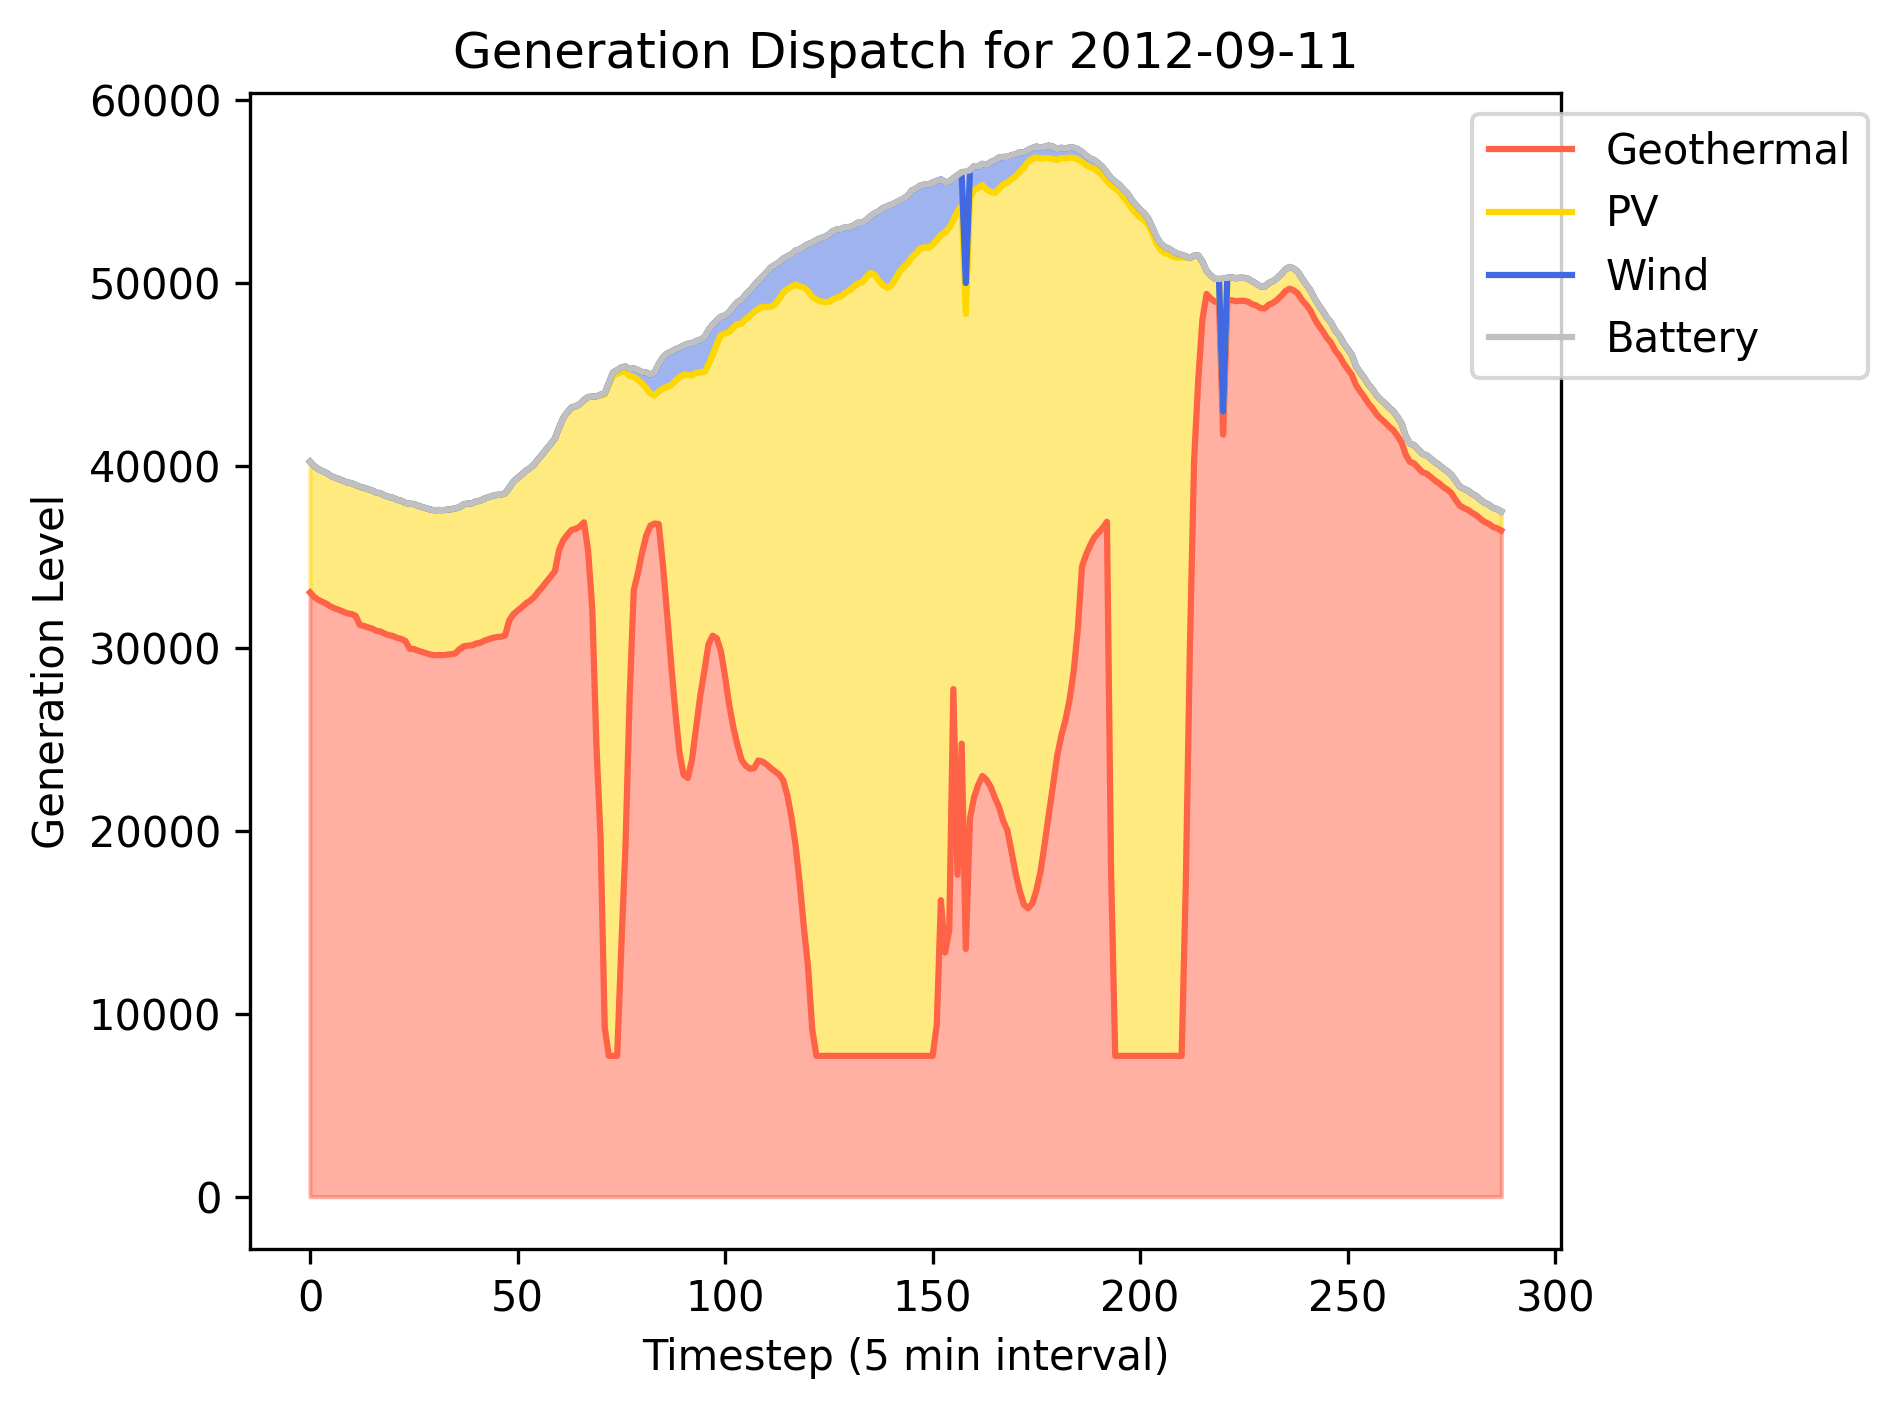 Generation Dispatch for 2012-09-11
60000
50000
40000
30000
20000
10000
0
Generation Level
0 50 100 150 200 250 300
Timestep (5 min interval)
Geothermal
PV
Wind
Battery